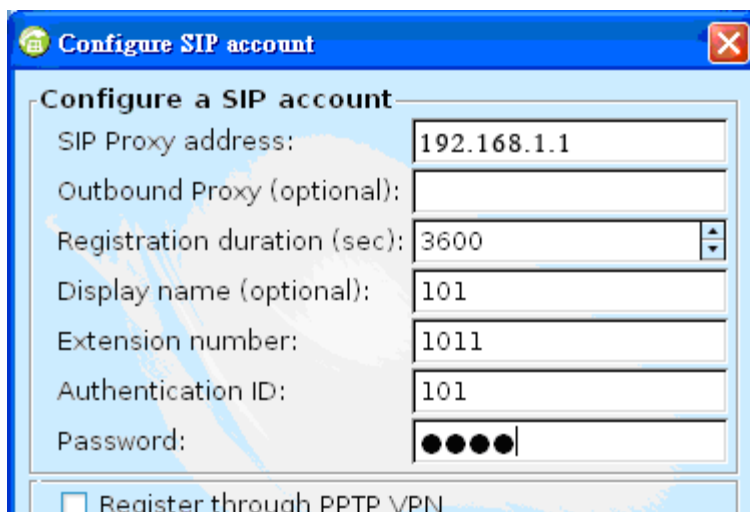 Configure SIP account
Configure a SIP account
SIP Proxy address: 192.168.1.1
Outbound Proxy (optional):
Registration duration (sec): 3600
Display name (optional): 101
Extension number: 1011
Authentication ID: 101
Password: ●●●●
Register through PPTP VPN